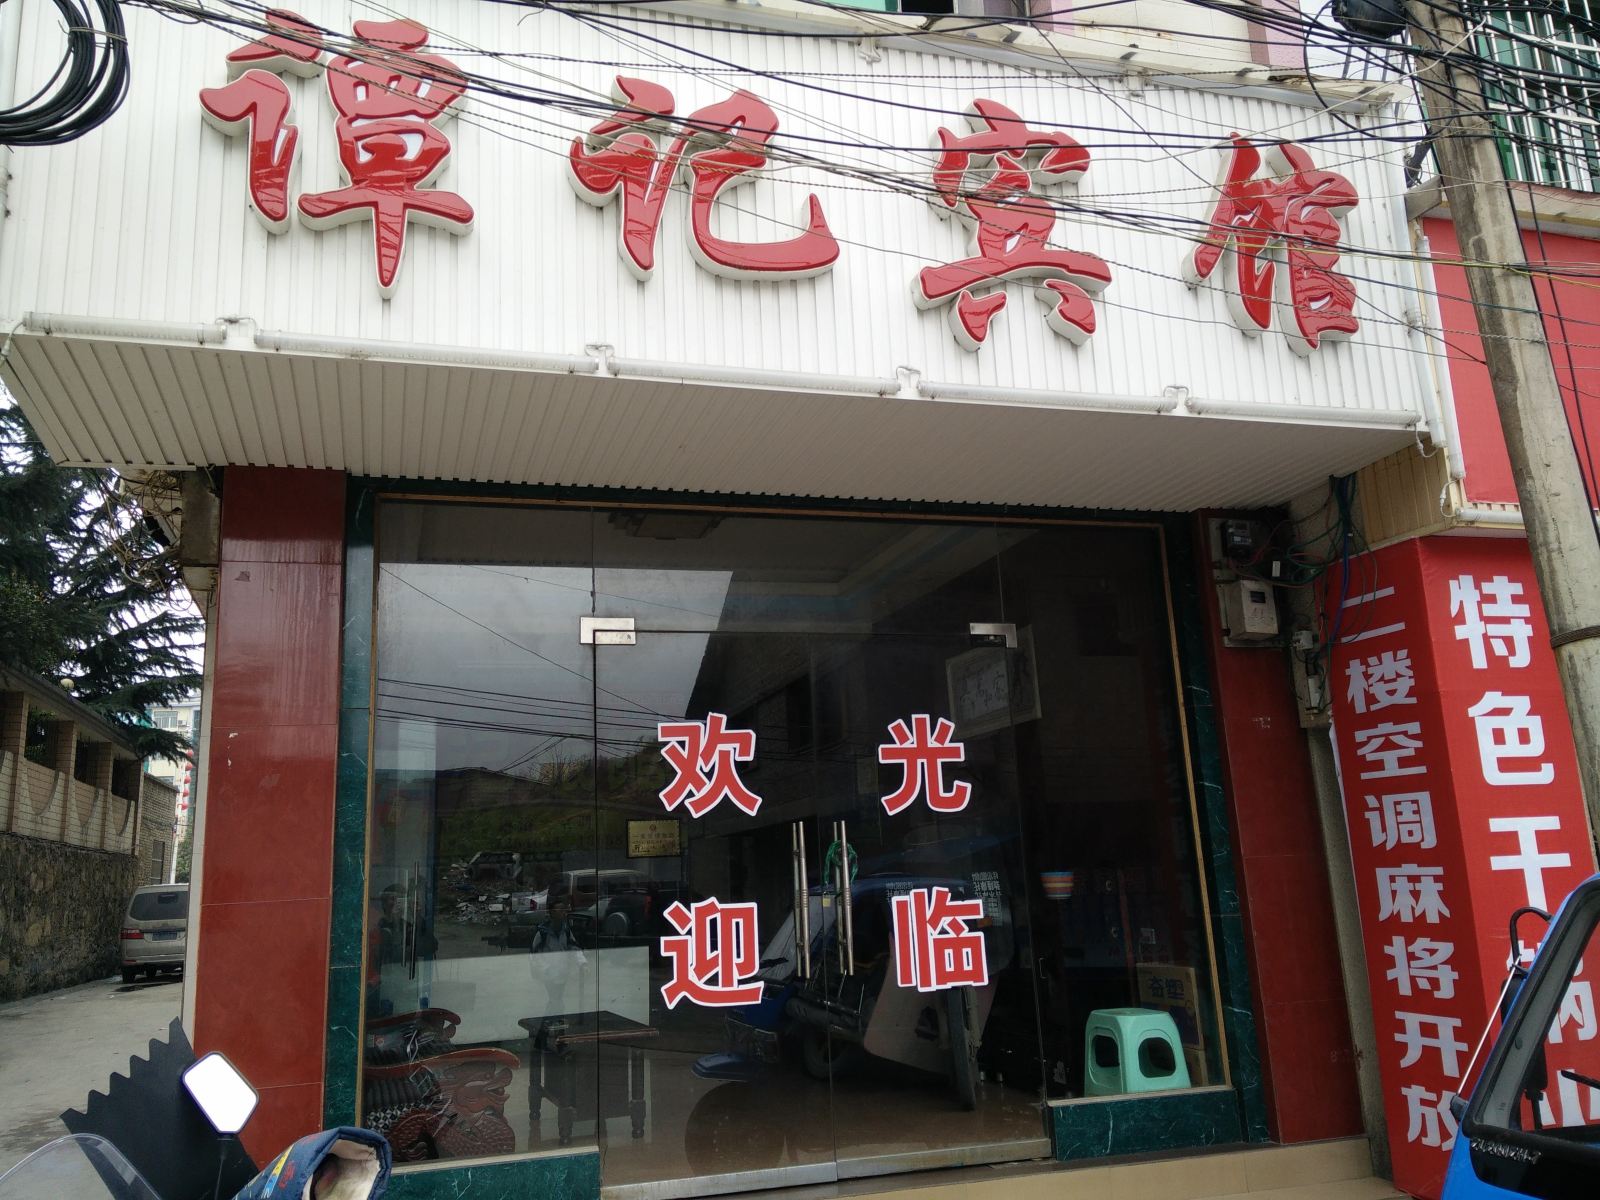 谭记宾馆
欢迎
光临
二楼空调麻将开放
特色干锅